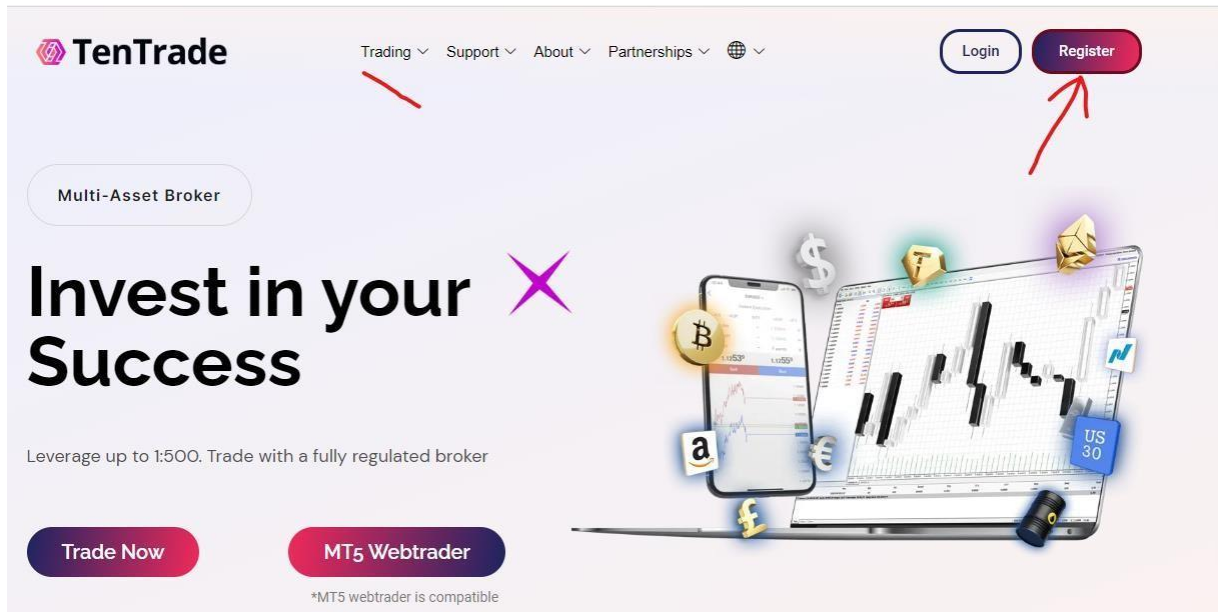 TenTrade
Trading Support About Partnerships
Login Register
Multi-Asset Broker
Invest in your
Success
Leverage up to 1:500. Trade with a fully regulated broker
Trade Now MT5 Webtrader
*MT5 webtrader is compatible
US
30